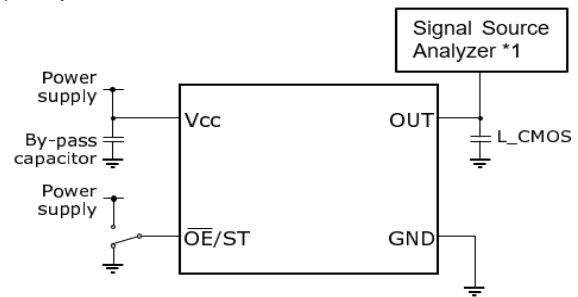 Signal Source
Analyzer *1
Power
supply
Vcc
OUT
By-pass
capacitor
L_CMOS
Power
supply
OE/ST
GND